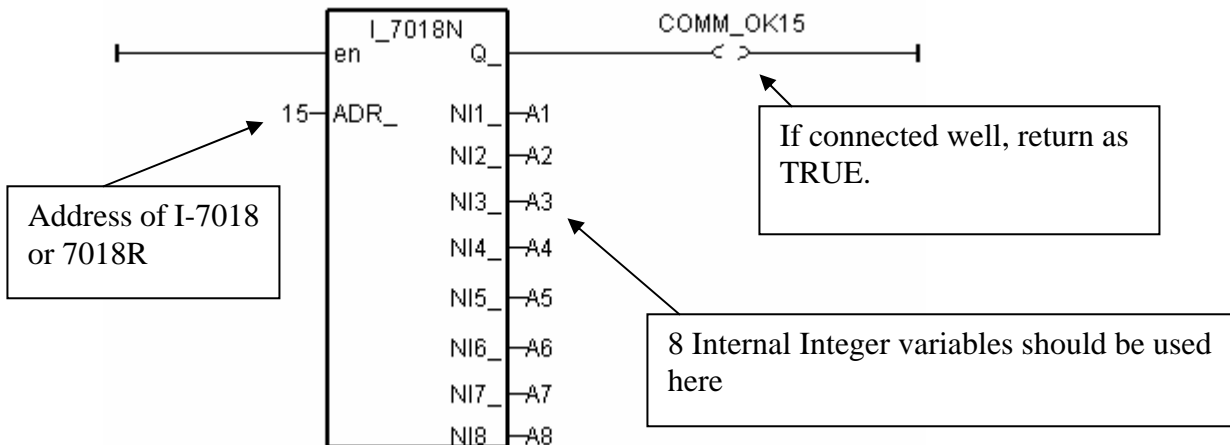 I_7018N
COMM_OK15
en Q_
15 ADR_ NI1_ A1
NI2_ A2
NI3_ A3
NI4_ A4
NI5_ A5
NI6_ A6
NI7_ A7
NI8_ A8
If connected well, return as
TRUE.
Address of I-7018
or 7018R
8 Internal Integer variables should be used
here